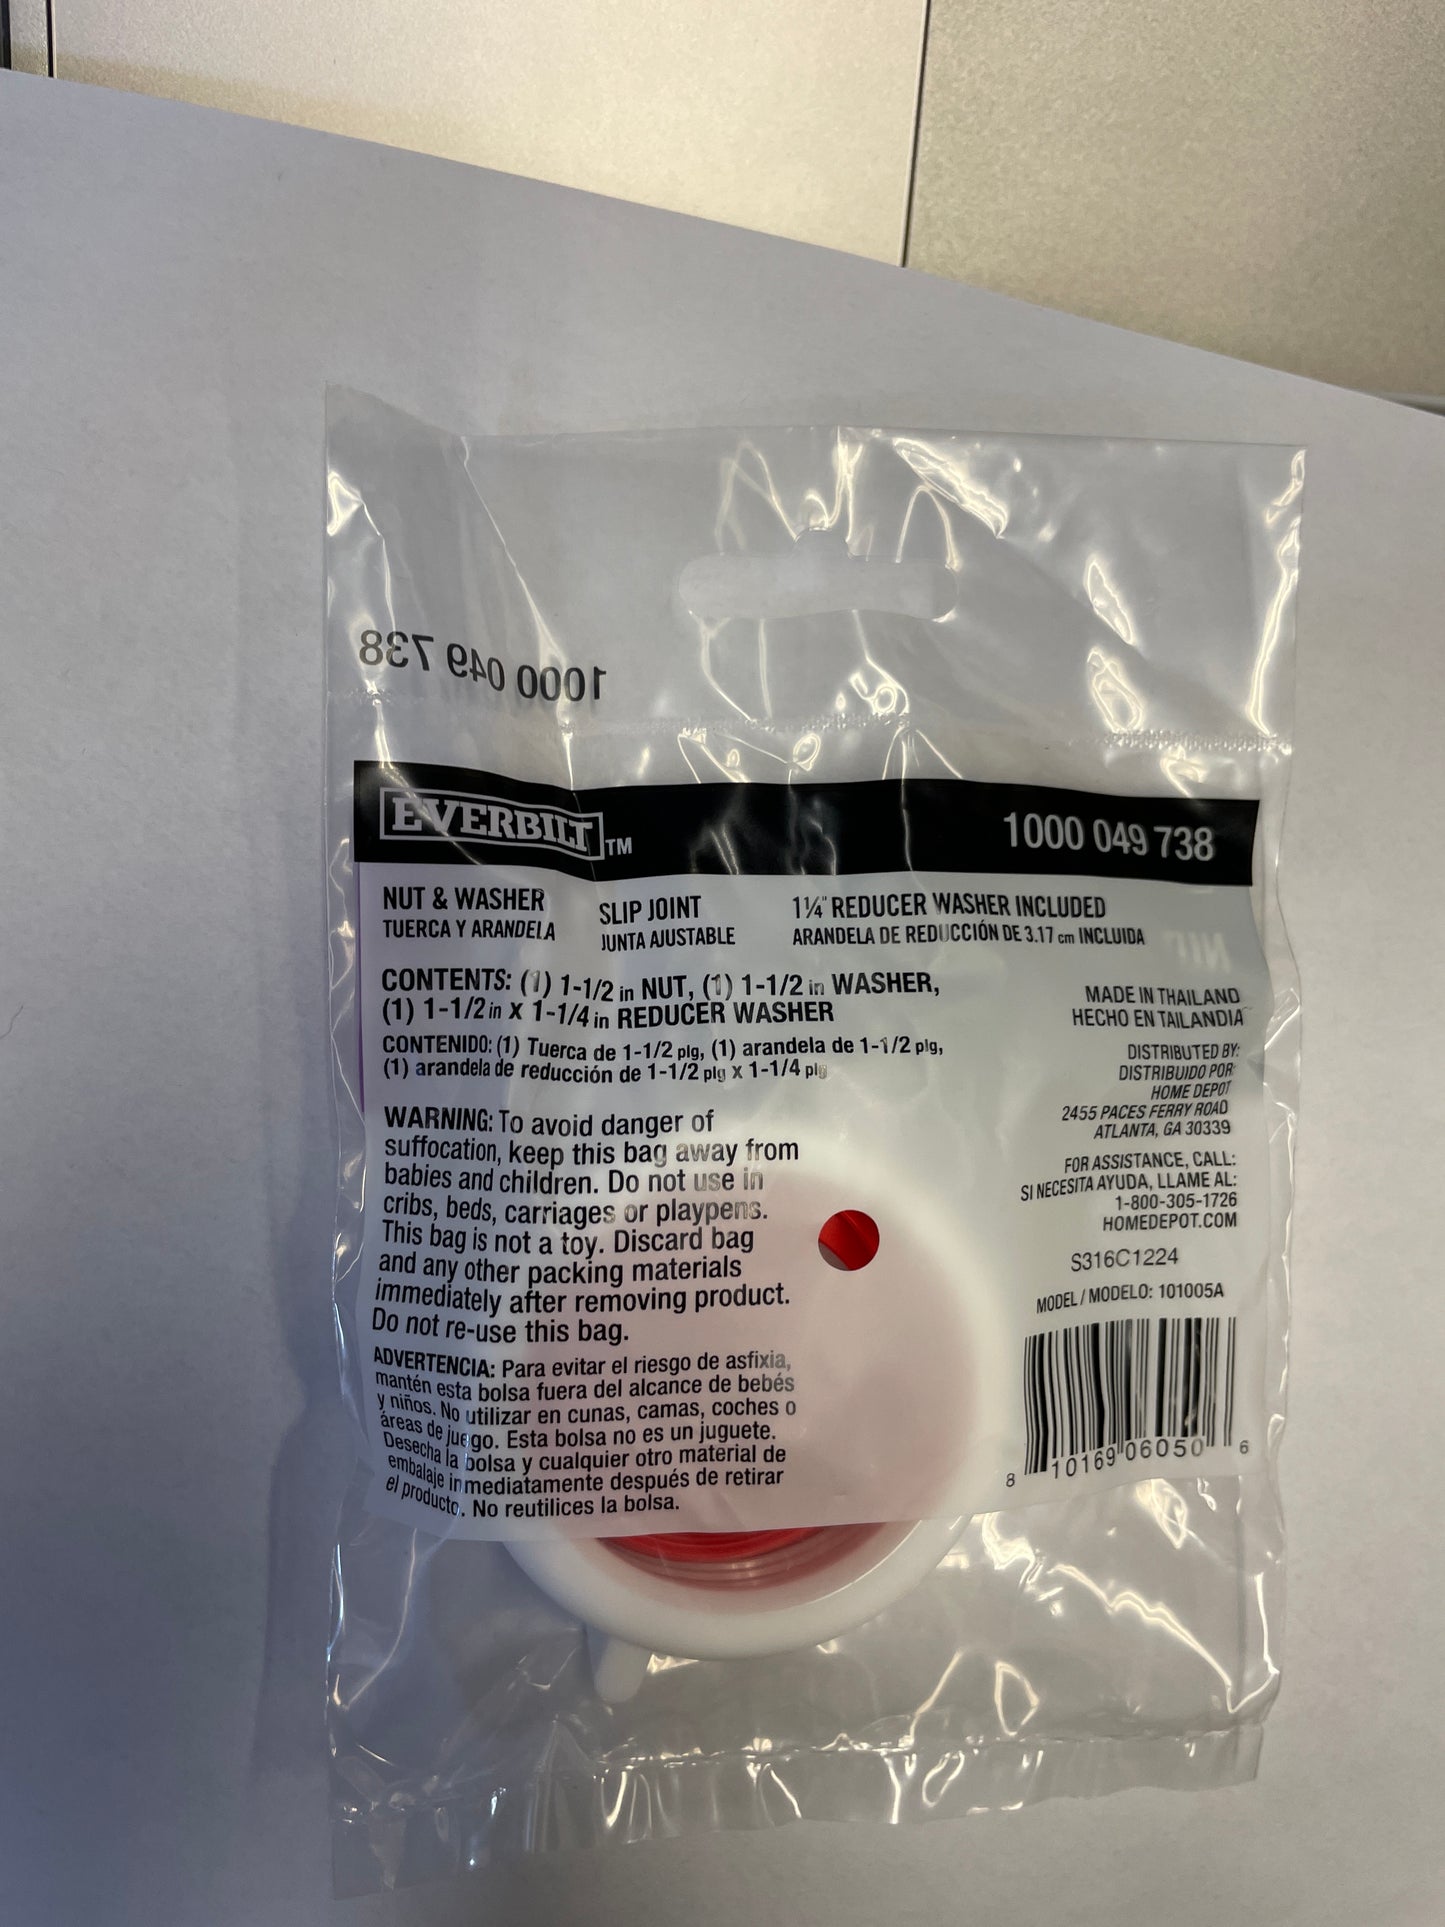 1000 049 738
EVERBILT TM
1000 049 738
NUT & WASHER
TUERCA Y ARANDELA
SLIP JOINT
JUNTA AJUSTABLE
1¼" REDUCER WASHER INCLUDED
ARANDELA DE REDUCCIÓN DE 3.17 cm INCLUIDA
CONTENTS: (1) 1-1/2 in NUT, (1) 1-1/2 in WASHER,
(1) 1-1/2 in X 1-1/4 in REDUCER WASHER
CONTENIDO: (1) Tuerca de 1-1/2 plg, (1) arandela de 1-1/2 plg,
(1) arandela de reducción de 1-1/2 plg x 1-1/4 plg
WARNING: To avoid danger of
suffocation, keep this bag away from
babies and children. Do not use in
cribs, beds, carriages or playpens.
This bag is not a toy. Discard bag
and any other packing materials
immediately after removing product.
Do not re-use this bag.
ADVERTENCIA: Para evitar el riesgo de asfixia,
mantén esta bolsa fuera del alcance de bebés
y niños. No utilizar en cunas, camas, coches o
áreas de juego. Esta bolsa no es un juguete.
Desecha la bolsa y cualquier otro material de
embalaje inmediatamente después de retirar
el producto. No reutilices la bolsa.
MADE IN THAILAND
HECHO EN TAILANDIA
DISTRIBUTED BY:
DISTRIBUIDO POR:
HOME DEPOT
2455 PACES FERRY ROAD
ATLANTA, GA 30339
FOR ASSISTANCE, CALL:
SI NECESITA AYUDA, LLAME AL:
1-800-305-1726
HOMEDEPOT.COM
S316C1224
MODEL / MODELO: 101005A
8 10169 06050 6